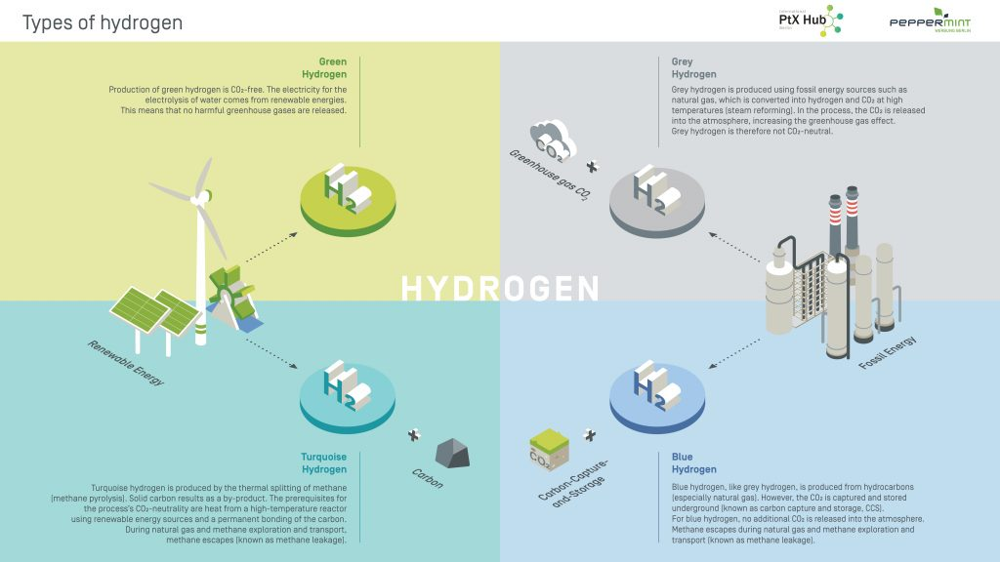 Types of hydrogen
International
PtX Hub
Berlin
PEPPERMINT
WERBUNG BERLIN
Green
Hydrogen
Production of green hydrogen is CO₂-free. The electricity for the
electrolysis of water comes from renewable energies.
This means that no harmful greenhouse gases are released.
H₂
Grey
Hydrogen
Grey hydrogen is produced using fossil energy sources such as
natural gas, which is converted into hydrogen and CO₂ at high
temperatures (steam reforming). In the process, the CO₂ is released
into the atmosphere, increasing the greenhouse gas effect.
Grey hydrogen is therefore not CO₂-neutral.
CO₂
Greenhouse gas CO₂
H₂
HYDROGEN
Renewable Energy
Fossil Energy
H₂
Carbon
Turquoise
Hydrogen
Turquoise hydrogen is produced by the thermal splitting of methane
(methane pyrolysis). Solid carbon results as a by-product. The prerequisites for
the process's CO₂-neutrality are heat from a high-temperature reactor
using renewable energy sources and a permanent bonding of the carbon.
During natural gas and methane exploration and transport,
methane escapes (known as methane leakage).
H₂
CO₂
Carbon-Capture-
and-Storage
Blue
Hydrogen
Blue hydrogen, like grey hydrogen, is produced from hydrocarbons
(especially natural gas). However, the CO₂ is captured and stored
underground (known as carbon capture and storage, CCS).
For blue hydrogen, no additional CO₂ is released into the atmosphere.
Methane escapes during natural gas and methane exploration and
transport (known as methane leakage).